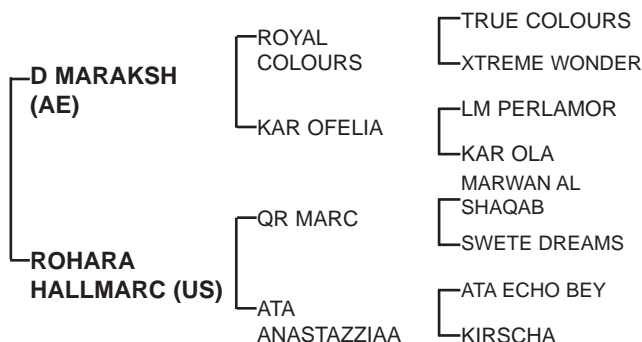 TRUE COLOURS
ROYAL
COLOURS
XTREME WONDER
D MARAKSH
(AE)
LM PERLAMOR
KAR OFELIA
KAR OLA
MARWAN AL
SHAQAB
QR MARC
SWETE DREAMS
ROHARA
HALLMARC (US)
ATA ECHO BEY
ATA
ANASTAZZIAA
KIRSCHA